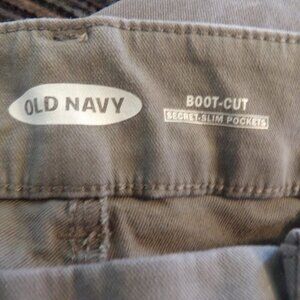 OLD NAVY
BOOT-CUT
SECRET-SLIM POCKETS